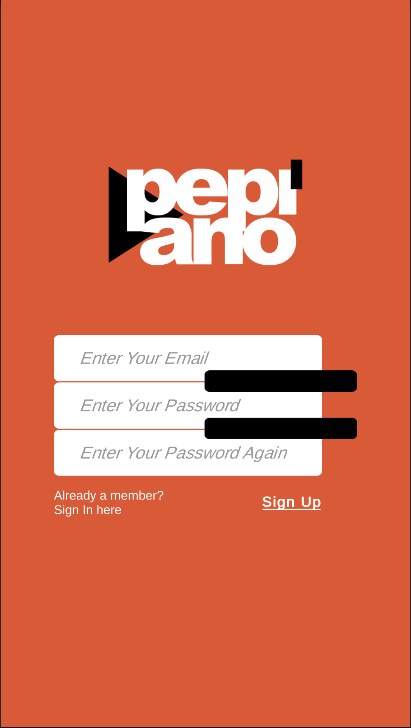 pepi
ano
Enter Your Email
Enter Your Password
Enter Your Password Again
Already a member?
Sign In here
Sign Up